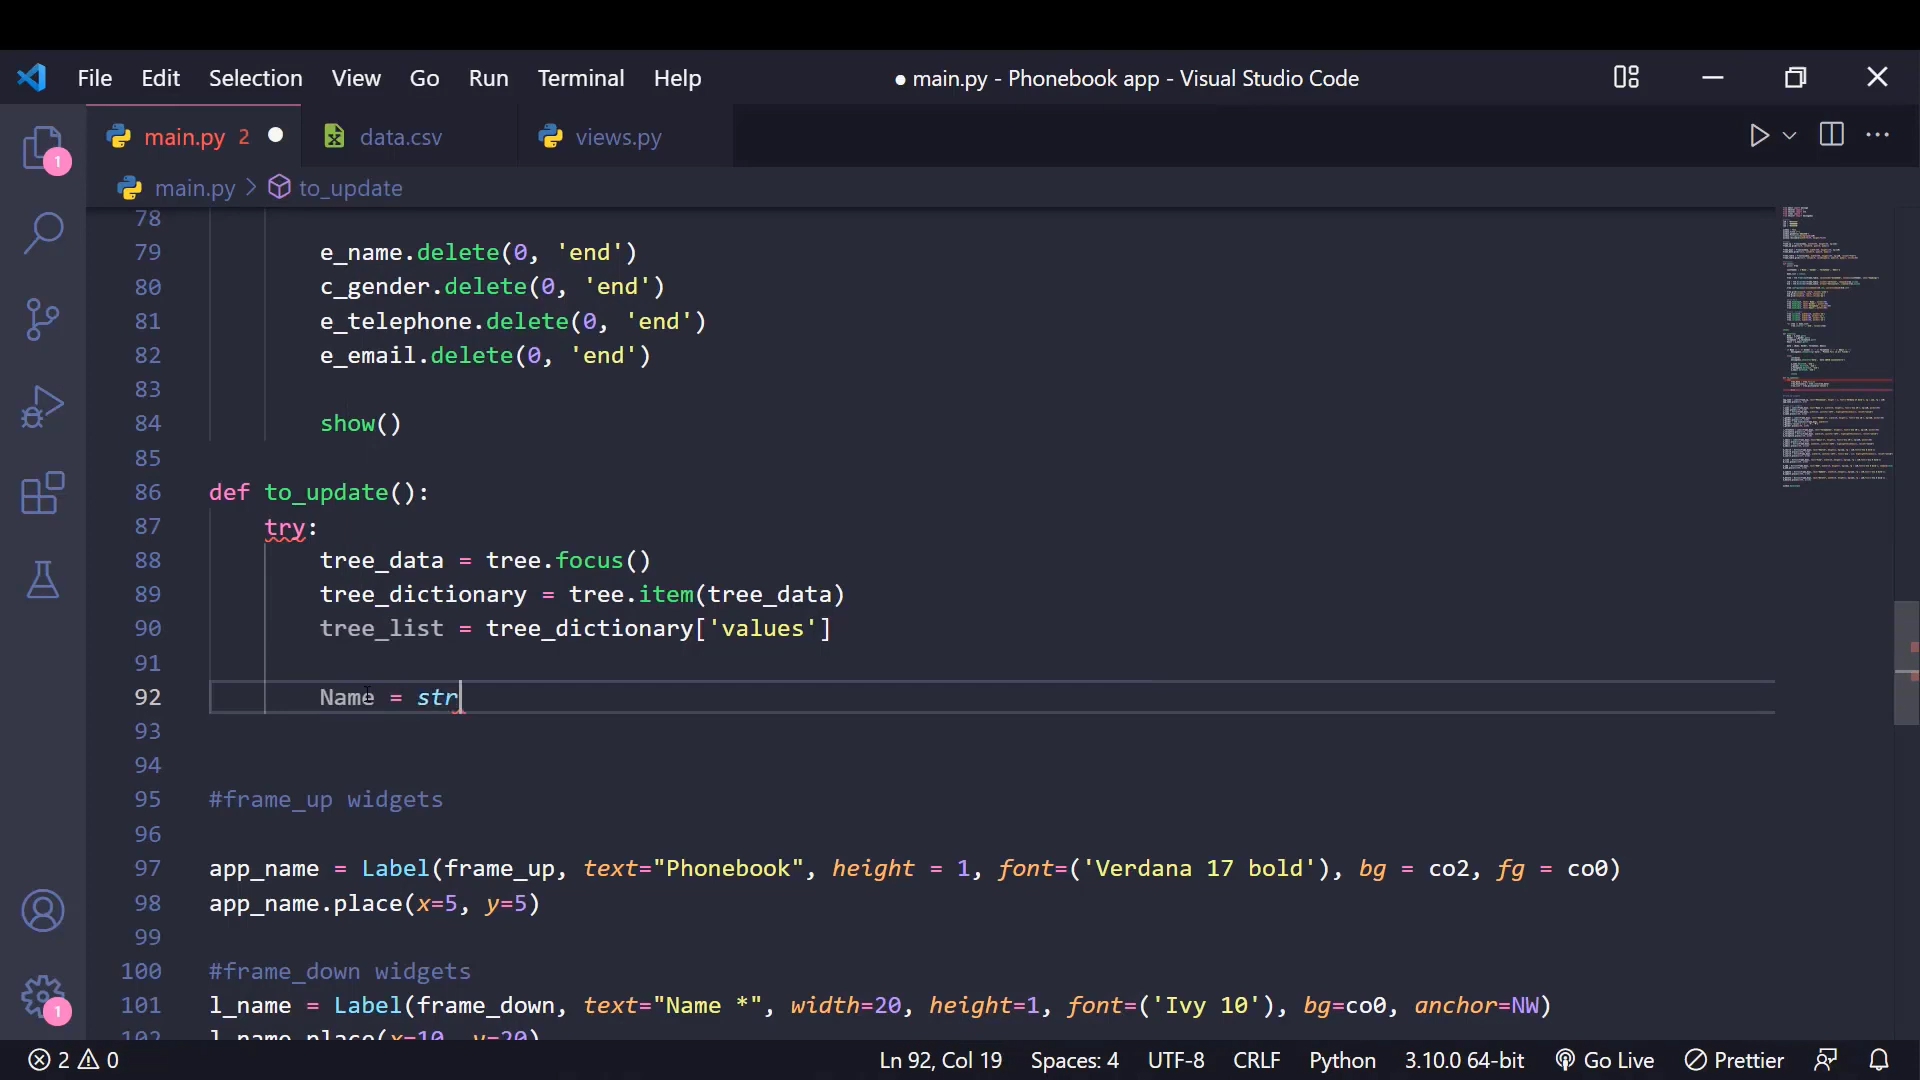 File Edit Selection View Go Run Terminal Help ● main.py - Phonebook app - Visual Studio Code
main.py 2 data.csv views.py
1
main.py > to_update
78
79 e_name.delete(0, 'end')
80 c_gender.delete(0, 'end')
81 e_telephone.delete(0, 'end')
82 e_email.delete(0, 'end')
83
84 show()
85
86 def to_update():
87 try:
88 tree_data = tree.focus()
89 tree_dictionary = tree.item(tree_data)
90 tree_list = tree_dictionary['values']
91
92 Name = str
93
94
95 #frame_up widgets
96
97 app_name = Label(frame_up, text="Phonebook", height = 1, font=('Verdana 17 bold'), bg = co2, fg = co0)
98 app_name.place(x=5, y=5)
99
100 #frame_down widgets
101 l_name = Label(frame_down, text="Name *", width=20, height=1, font=('Ivy 10'), bg=co0, anchor=NW)
102 l_name.place(x=10, y=20)
1
2 0 Ln 92, Col 19 Spaces: 4 UTF-8 CRLF Python 3.10.0 64-bit Go Live Prettier